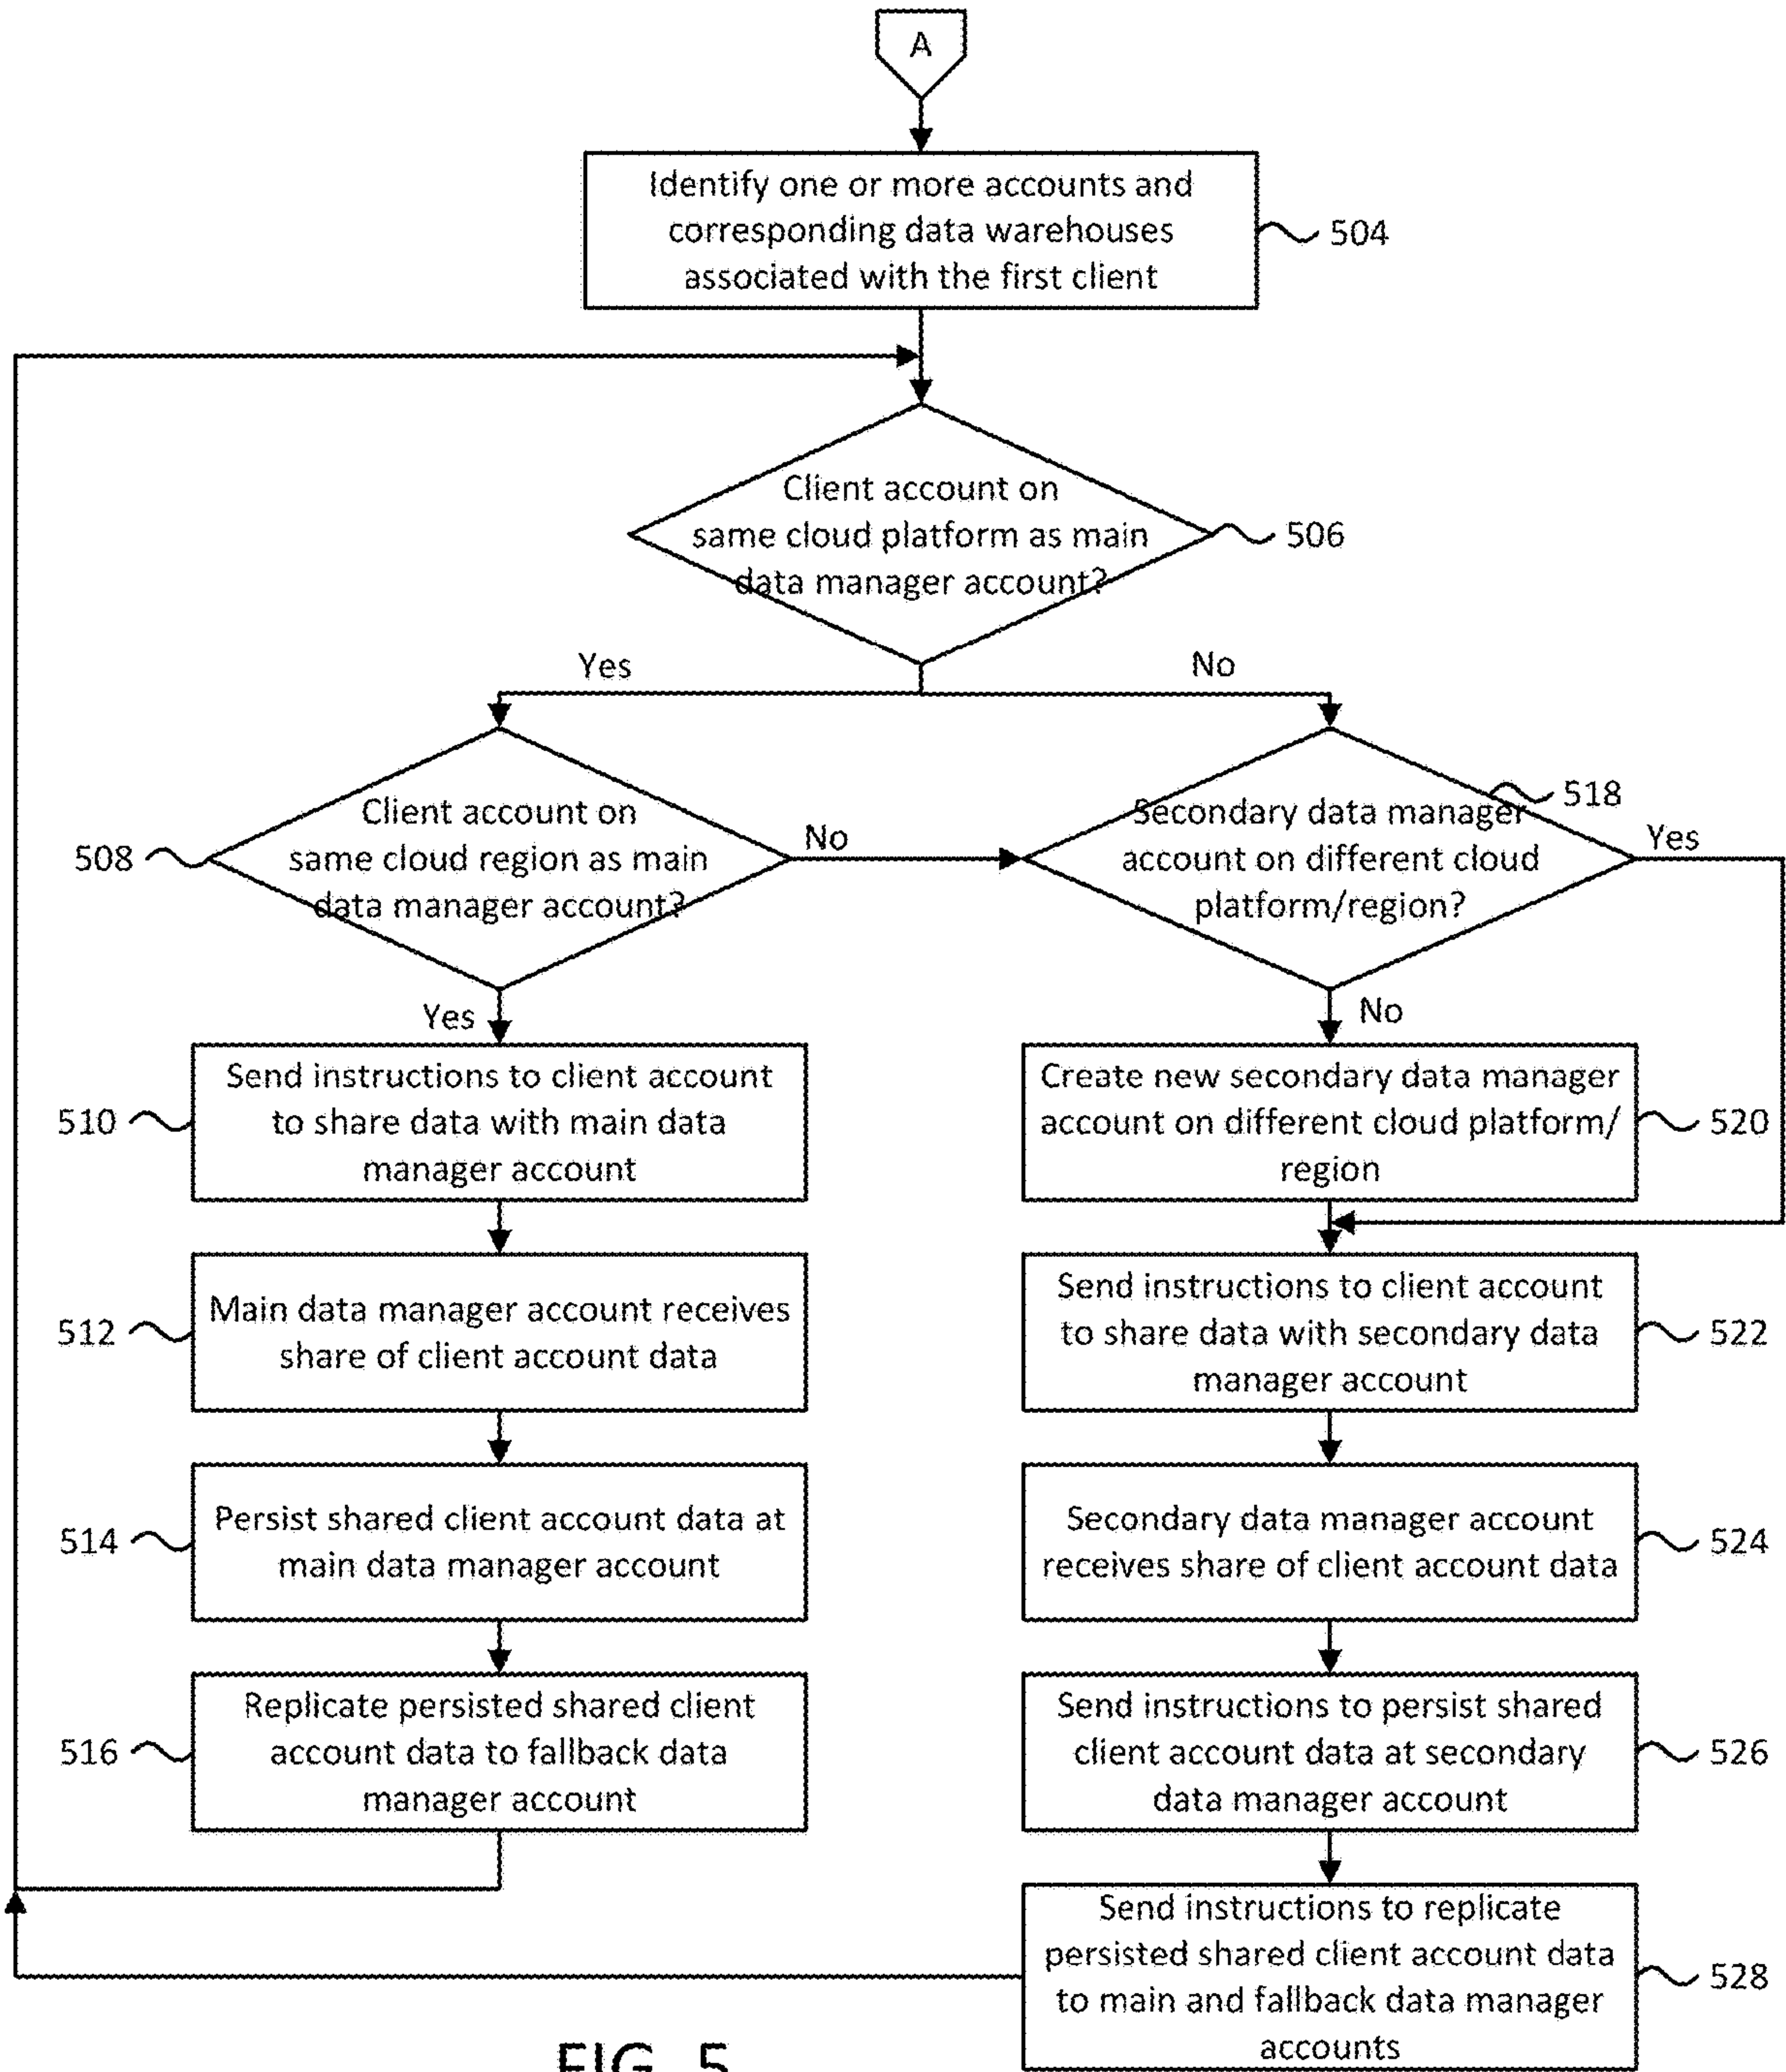 A
Identify one or more accounts and
corresponding data warehouses
associated with the first client
504
Client account on
same cloud platform as main
data manager account?
506
Yes
No
Client account on
same cloud region as main
data manager account?
508
No
Secondary data manager
account on different cloud
platform/region?
518
Yes
Yes
No
Send instructions to client account
to share data with main data
manager account
510
Create new secondary data manager
account on different cloud platform/
region
520
Main data manager account receives
share of client account data
512
Send instructions to client account
to share data with secondary data
manager account
522
Persist shared client account data at
main data manager account
514
Secondary data manager account
receives share of client account data
524
Replicate persisted shared client
account data to fallback data
manager account
516
Send instructions to persist shared
client account data at secondary
data manager account
526
Send instructions to replicate
persisted shared client account data
to main and fallback data manager
accounts
528
FIG. 5